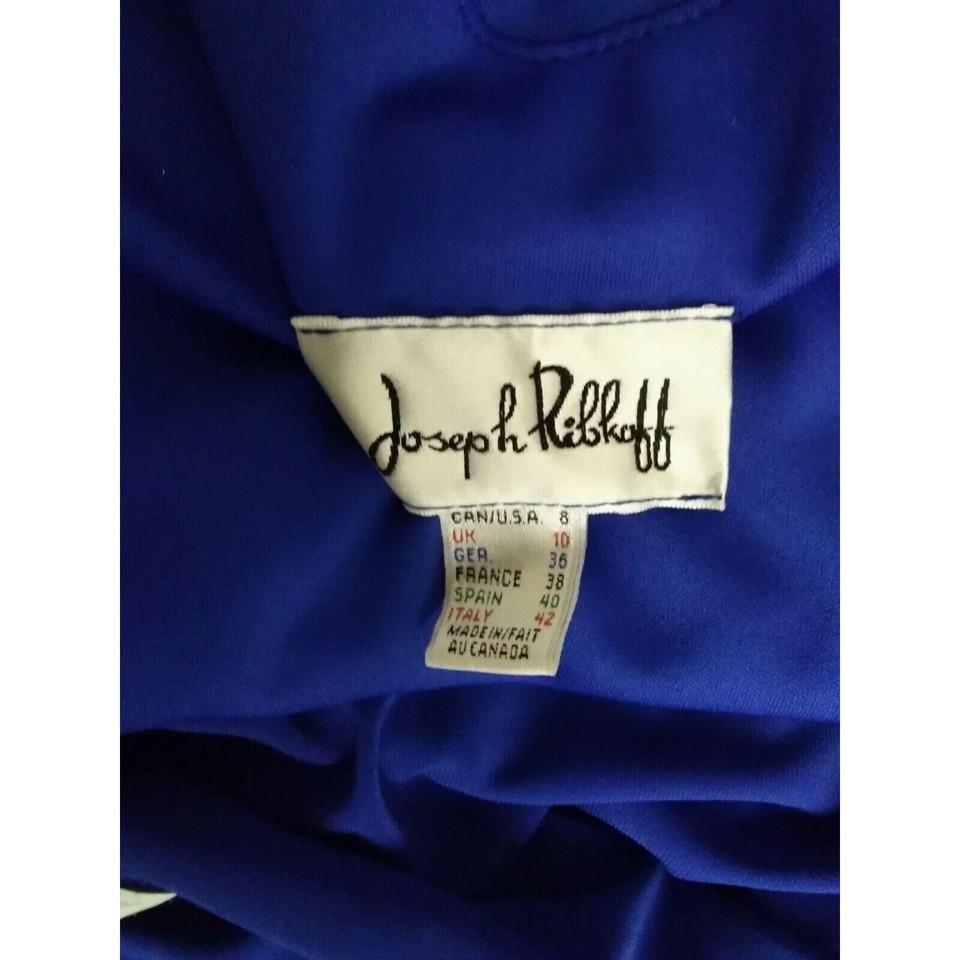 Joseph Ribkoff
CAN/U.S.A. 8
UK 10
GER. 36
FRANCE 38
SPAIN 40
ITALY 42
MADE IN/FAIT
AU CANADA